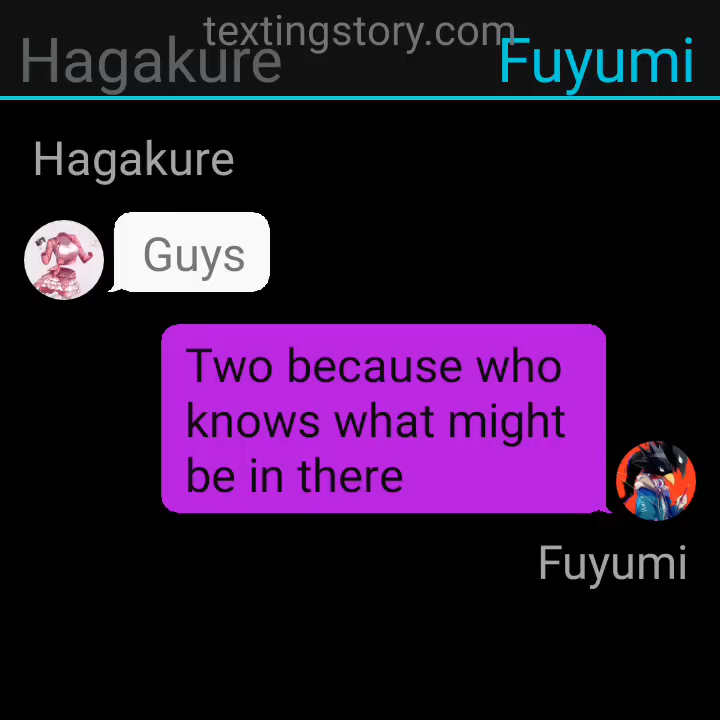 textingstory.com
Hagakure Fuyumi
Hagakure
Guys
Two because who
knows what might
be in there
Fuyumi